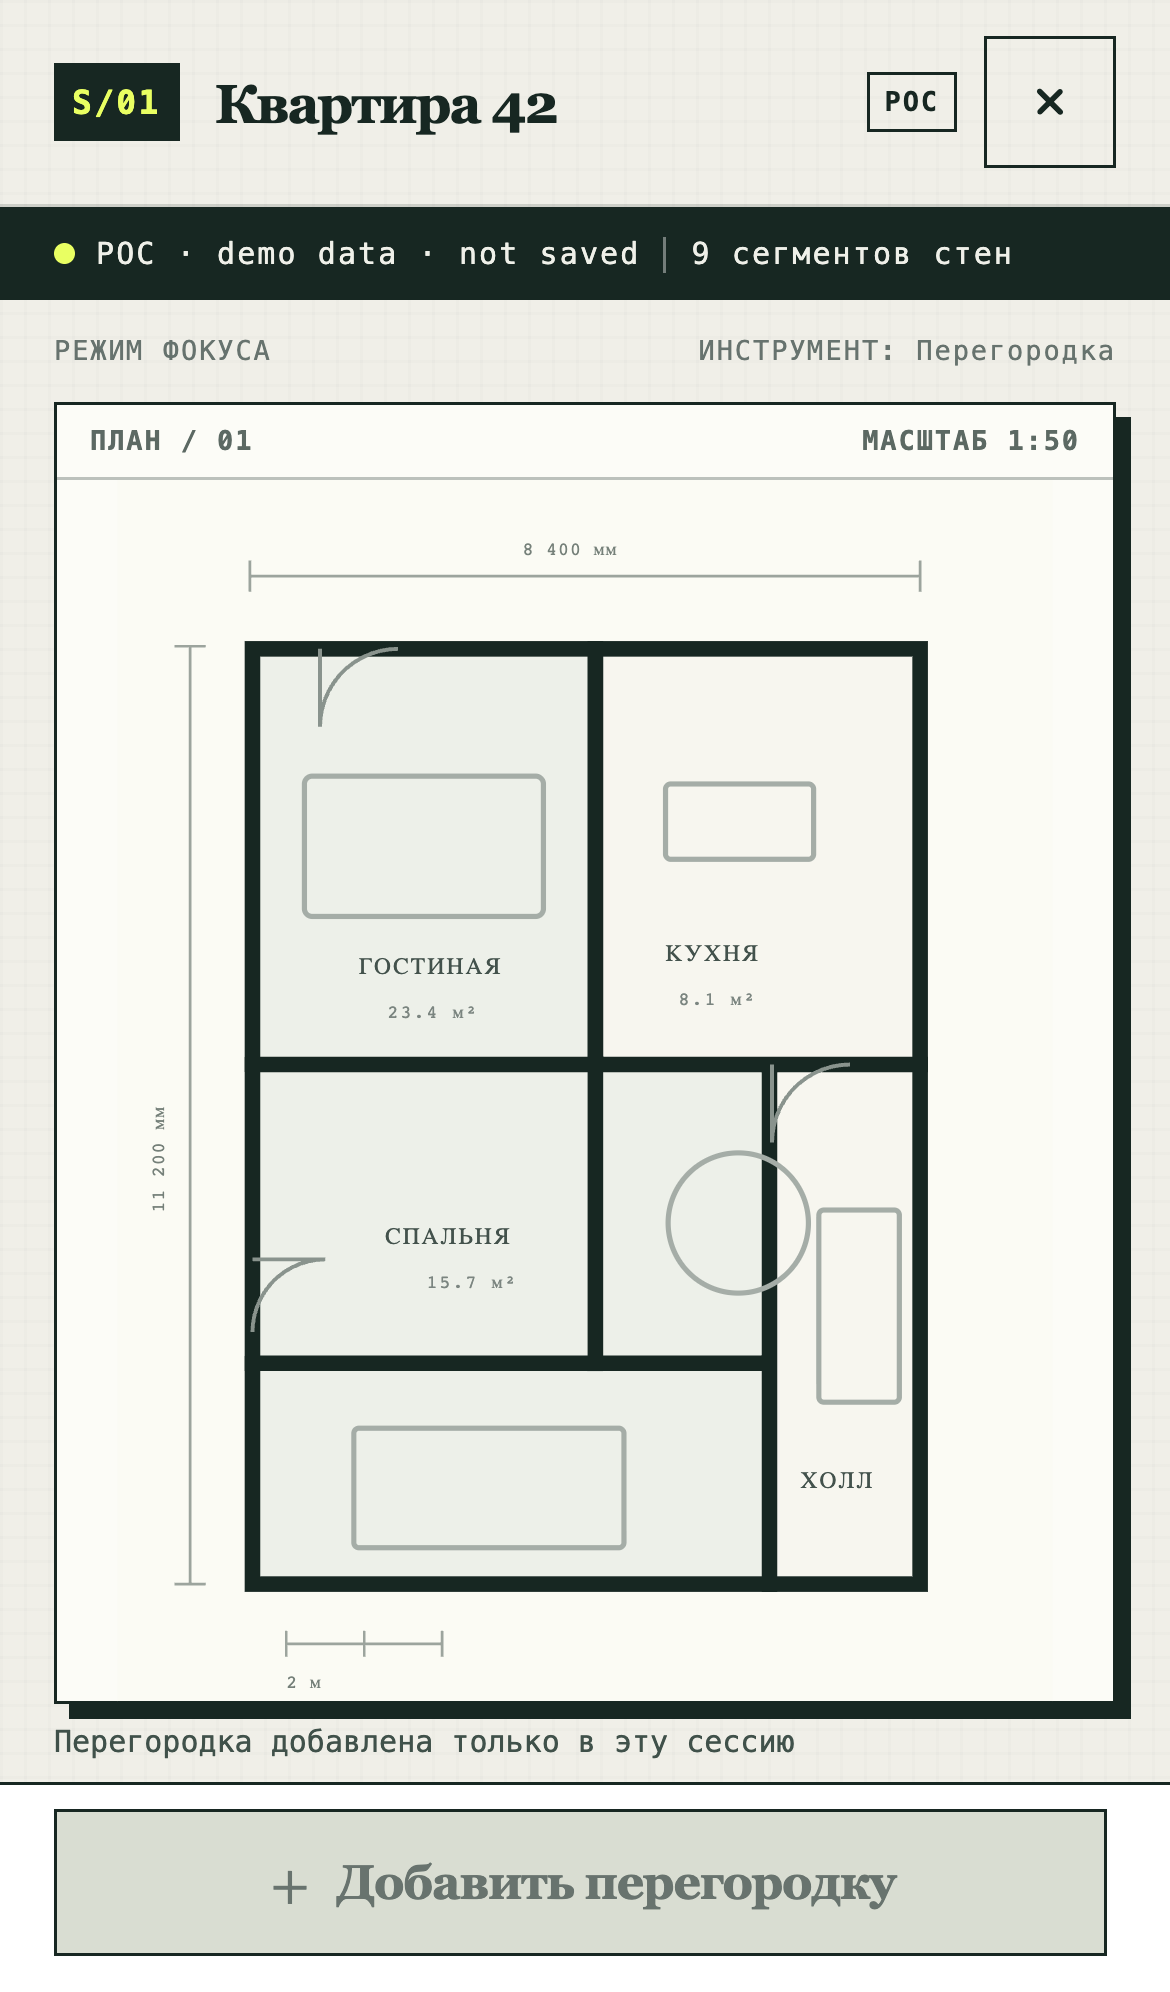 S/01 Квартира 42 POC ×
POC · demo data · not saved | 9 сегментов стен
РЕЖИМ ФОКУСА ИНСТРУМЕНТ: Перегородка
ПЛАН / 01 МАСШТАБ 1:50
8 400 мм
ГОСТИНАЯ
23.4 м²
КУХНЯ
8.1 м²
11 200 мм
СПАЛЬНЯ
15.7 м²
ХОЛЛ
2 м
Перегородка добавлена только в эту сессию
+ Добавить перегородку